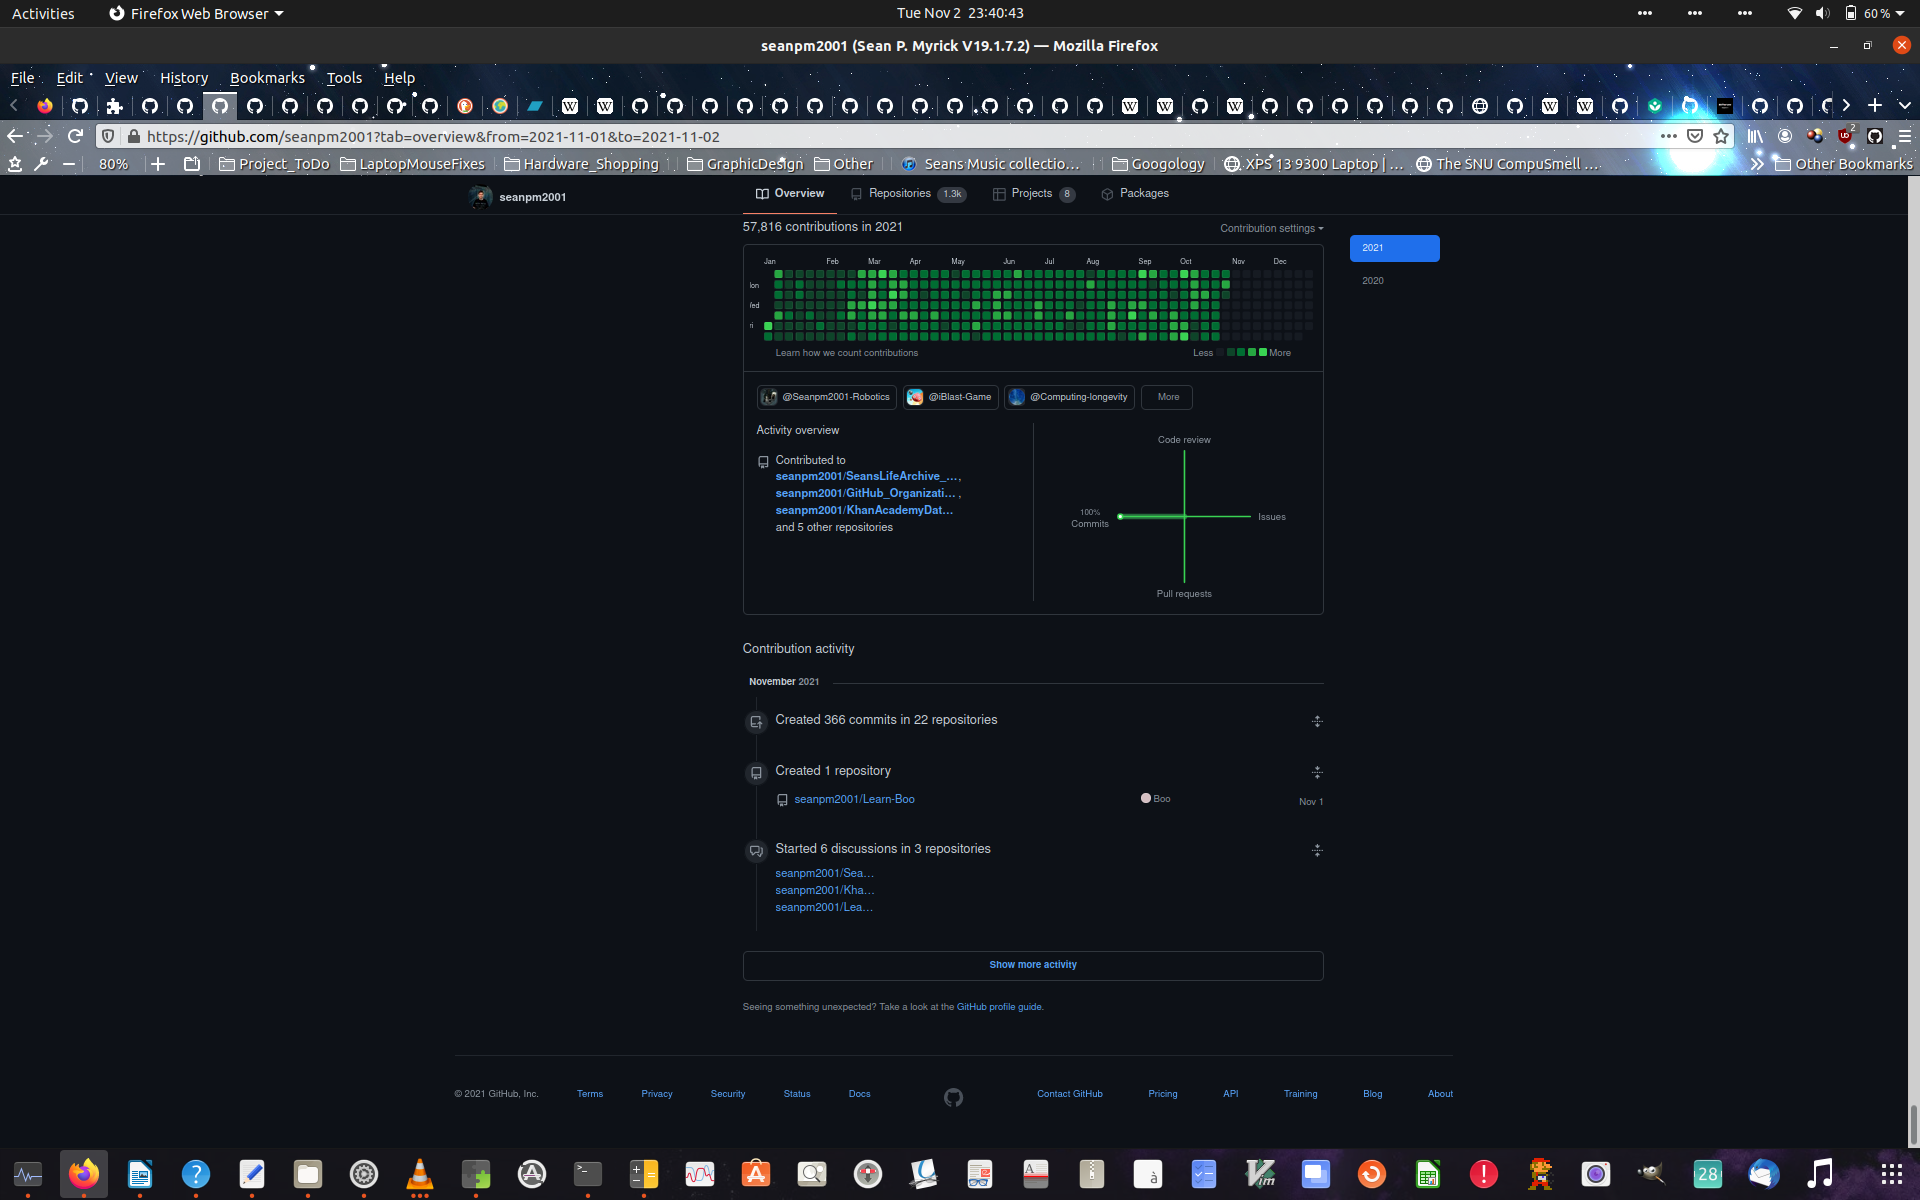 Activities
Firefox Web Browser
Tue Nov 2 23:40:43
60 %
seanpm2001 (Sean P. Myrick V19.1.7.2) — Mozilla Firefox
File Edit View History Bookmarks Tools Help
https://github.com/seanpm2001?tab=overview&from=2021-11-01&to=2021-11-02
2
80%
Project_ToDo
LaptopMouseFixes
Hardware_Shopping
GraphicDesign
Other
Seans Music collectio…
Googology
XPS 13 9300 Laptop | …
The SNU CompuSmell …
Other Bookmarks
seanpm2001
Overview
Repositories 1.3k
Projects 8
Packages
57,816 contributions in 2021
Contribution settings
2021
2020
Jan Feb Mar Apr May Jun Jul Aug Sep Oct Nov Dec
Learn how we count contributions
Less More
@Seanpm2001-Robotics
@iBlast-Game
@Computing-longevity
More
Activity overview
Contributed to
seanpm2001/SeansLifeArchive_…,
seanpm2001/GitHub_Organizati… ,
seanpm2001/KhanAcademyDat…
and 5 other repositories
Code review
100%
Commits
Issues
Pull requests
Contribution activity
November 2021
Created 366 commits in 22 repositories
Created 1 repository
seanpm2001/Learn-Boo
Boo
Nov 1
Started 6 discussions in 3 repositories
seanpm2001/Sea…
seanpm2001/Kha…
seanpm2001/Lea…
Show more activity
Seeing something unexpected? Take a look at the GitHub profile guide.
© 2021 GitHub, Inc.
Terms
Privacy
Security
Status
Docs
Contact GitHub
Pricing
API
Training
Blog
About
28